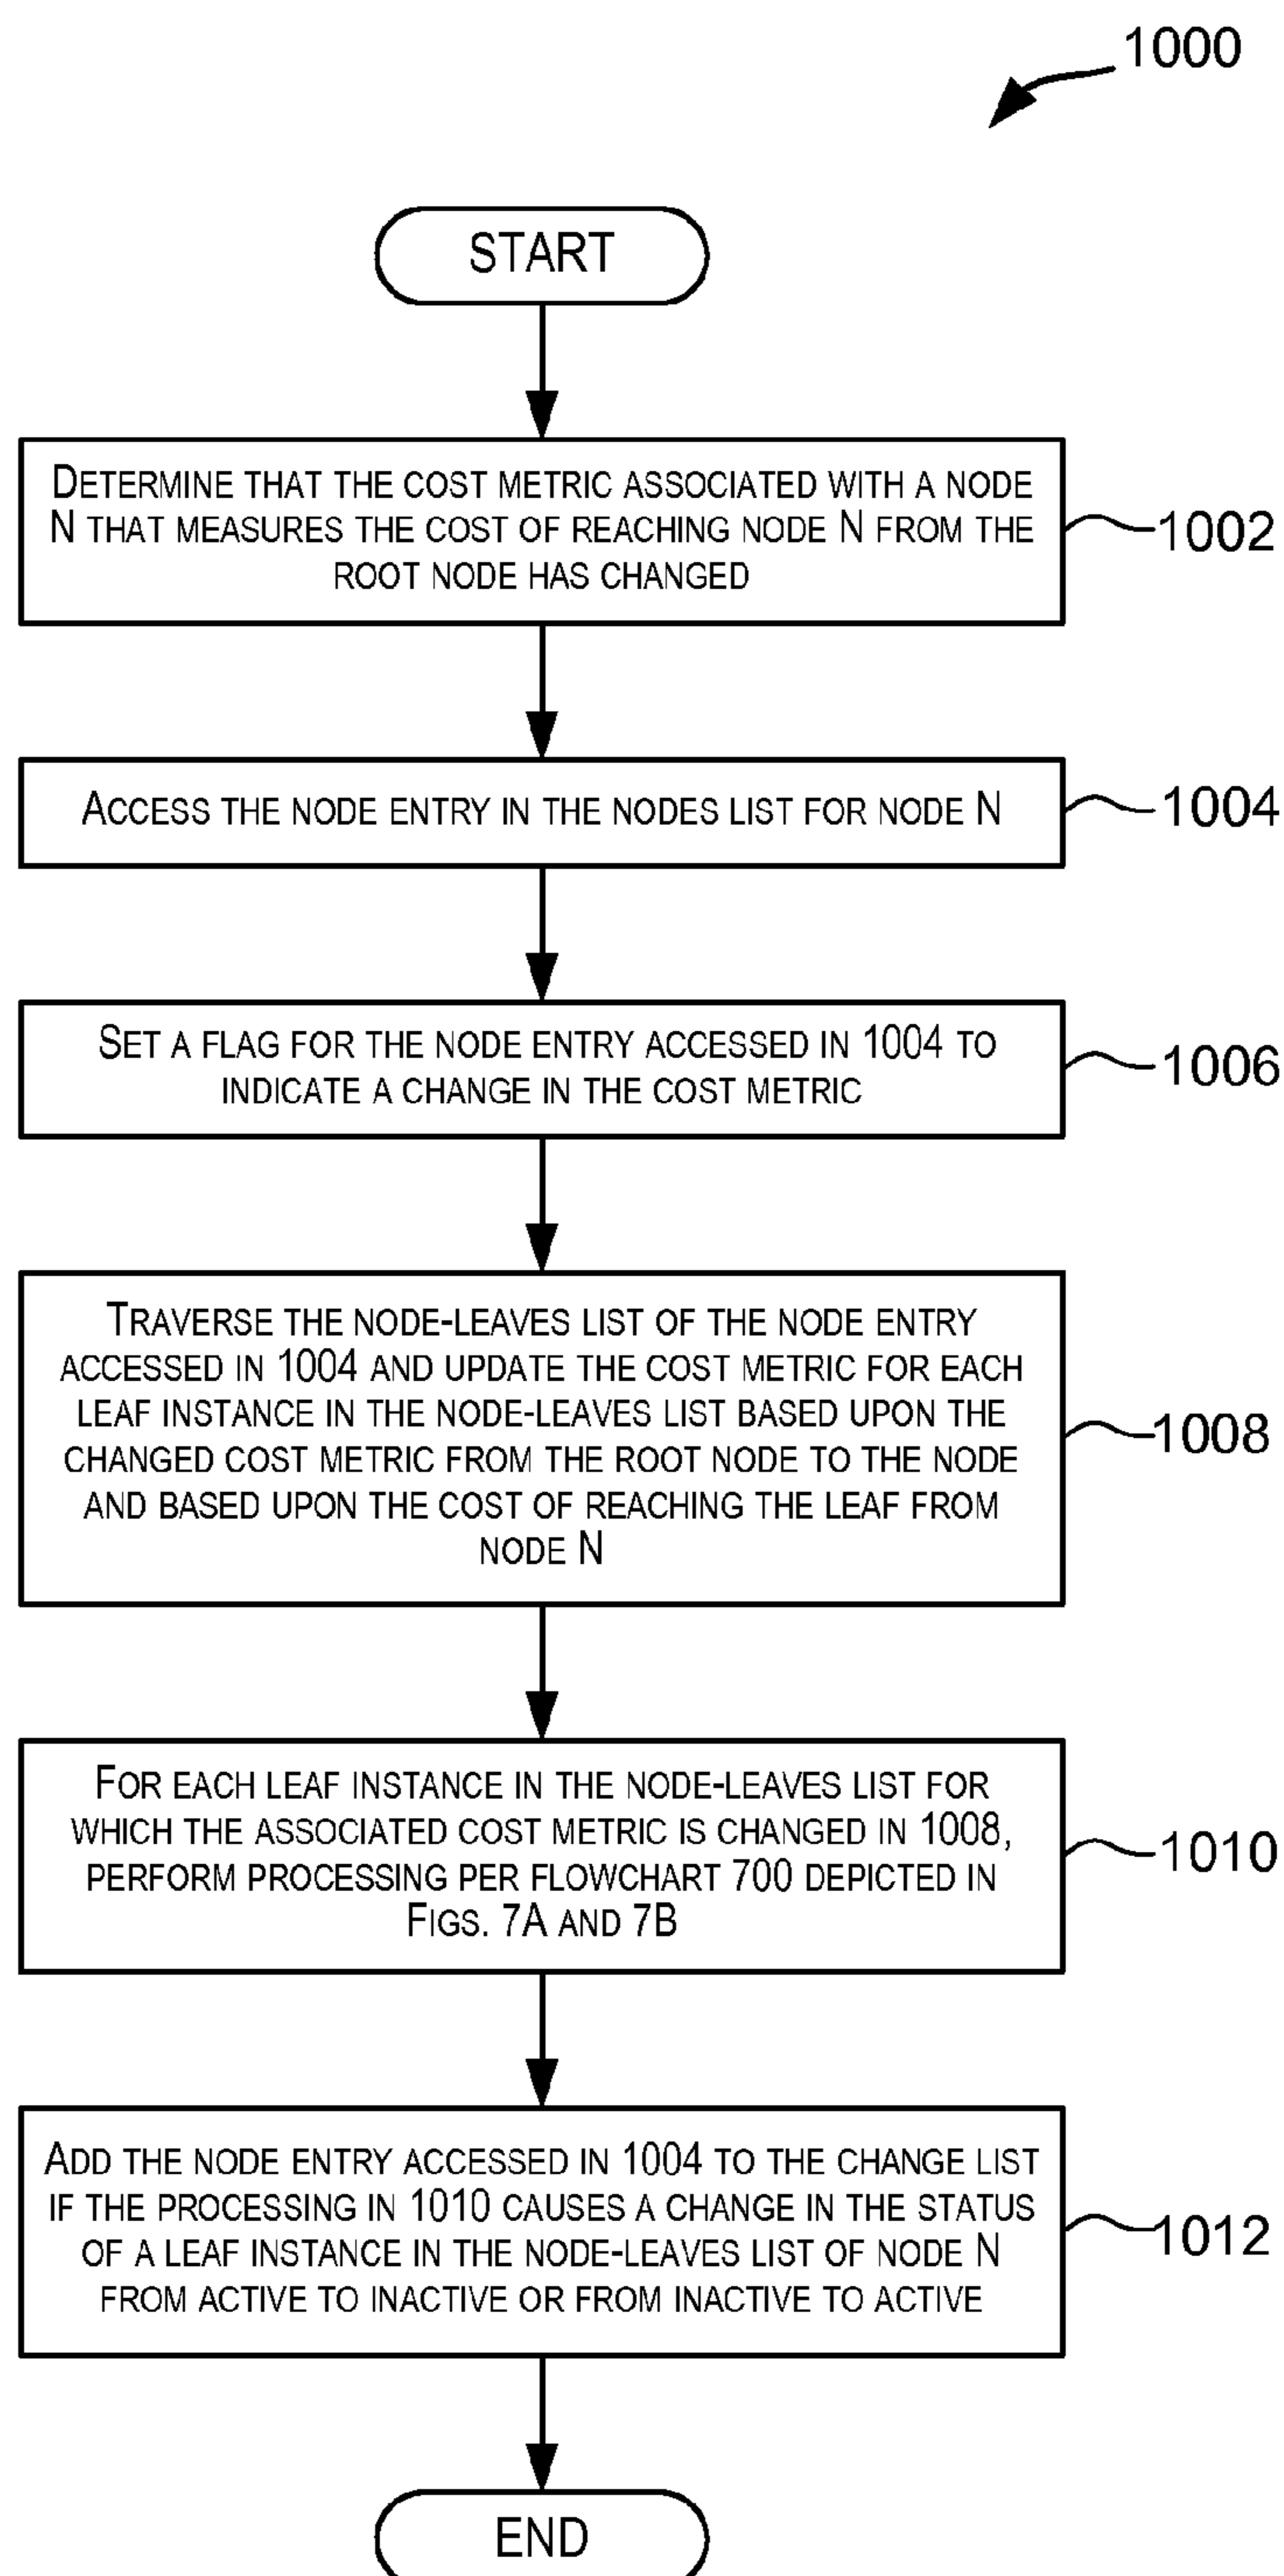 1000
START
DETERMINE THAT THE COST METRIC ASSOCIATED WITH A NODE
N THAT MEASURES THE COST OF REACHING NODE N FROM THE
ROOT NODE HAS CHANGED
1002
ACCESS THE NODE ENTRY IN THE NODES LIST FOR NODE N
1004
SET A FLAG FOR THE NODE ENTRY ACCESSED IN 1004 TO
INDICATE A CHANGE IN THE COST METRIC
1006
TRAVERSE THE NODE-LEAVES LIST OF THE NODE ENTRY
ACCESSED IN 1004 AND UPDATE THE COST METRIC FOR EACH
LEAF INSTANCE IN THE NODE-LEAVES LIST BASED UPON THE
CHANGED COST METRIC FROM THE ROOT NODE TO THE NODE
AND BASED UPON THE COST OF REACHING THE LEAF FROM
NODE N
1008
FOR EACH LEAF INSTANCE IN THE NODE-LEAVES LIST FOR
WHICH THE ASSOCIATED COST METRIC IS CHANGED IN 1008,
PERFORM PROCESSING PER FLOWCHART 700 DEPICTED IN
FIGS. 7A AND 7B
1010
ADD THE NODE ENTRY ACCESSED IN 1004 TO THE CHANGE LIST
IF THE PROCESSING IN 1010 CAUSES A CHANGE IN THE STATUS
OF A LEAF INSTANCE IN THE NODE-LEAVES LIST OF NODE N
FROM ACTIVE TO INACTIVE OR FROM INACTIVE TO ACTIVE
1012
END